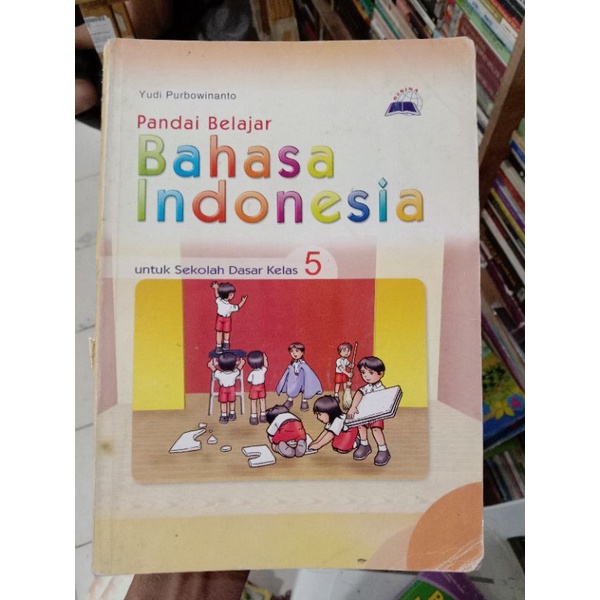 Yudi Purbowinanto
Pandai Belajar
Bahasa
Indonesia
untuk Sekolah Dasar Kelas 5